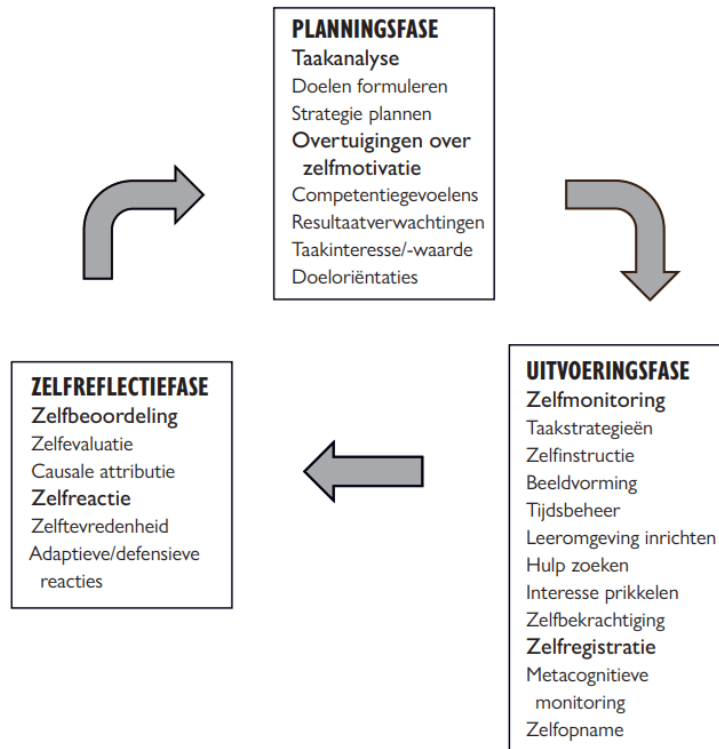 PLANNINGSFASE
Taakanalyse
Doelen formuleren
Strategie plannen
Overtuigingen over
zelfmotivatie
Competentiegevoelens
Resultaatverwachtingen
Taakinteresse/-waarde
Doeloriëntaties
UITVOERINGSFASE
Zelfmonitoring
Taakstrategieën
Zelfinstructie
Beeldvorming
Tijdsbeheer
Leeromgeving inrichten
Hulp zoeken
Interesse prikkelen
Zelfbekrachtiging
Zelfregistratie
Metacognitieve
monitoring
Zelfopname
ZELFREFLECTIEFASE
Zelfbeoordeling
Zelfevaluatie
Causale attributie
Zelfreactie
Zelftevredenheid
Adaptieve/defensieve
reacties